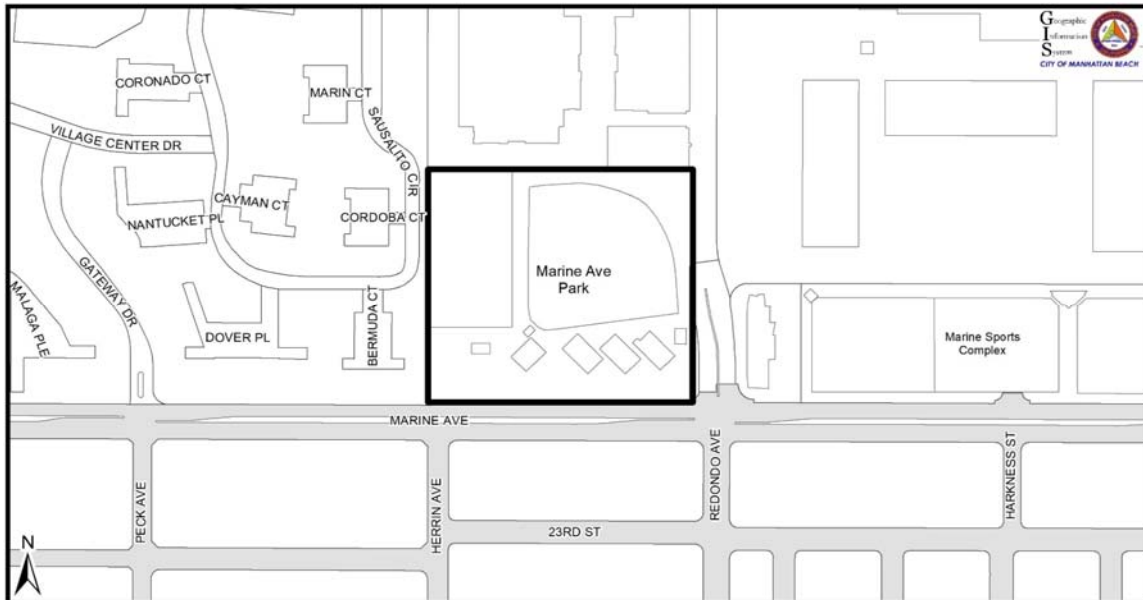 Geographic
Information
System
CITY OF MANHATTAN BEACH
CORONADO CT
MARIN CT
SAUSALITO CIR
VILLAGE CENTER DR
CAYMAN CT
NANTUCKET PL
CORDOBA CT
GATEWAY DR
MALAGA PLE
DOVER PL
BERMUDA CT
Marine Ave
Park
Marine Sports
Complex
MARINE AVE
PECK AVE
HERRIN AVE
REDONDO AVE
HARKNESS ST
23RD ST
N